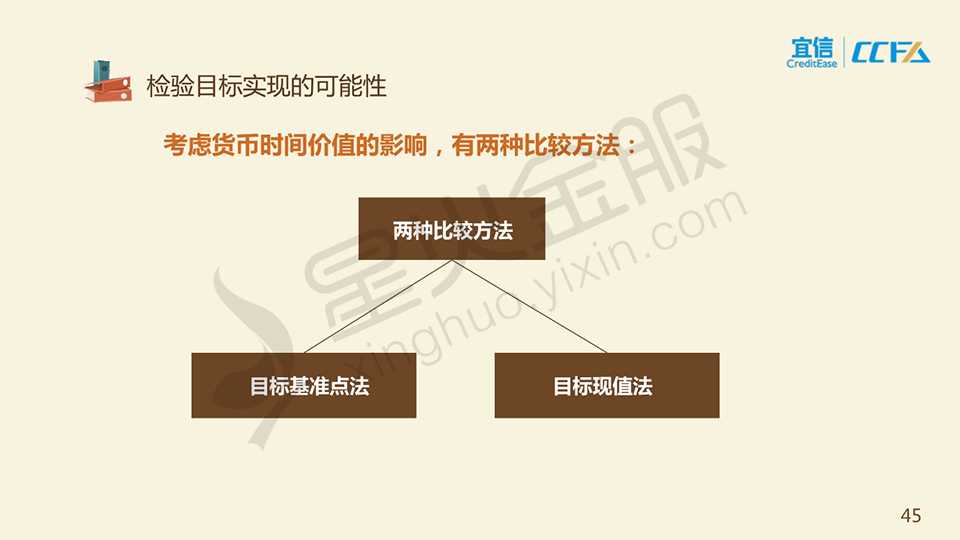 宜信
CreditEase
CCFA
检验目标实现的可能性
考虑货币时间价值的影响，有两种比较方法：
两种比较方法
目标基准点法
目标现值法
星火金服
xinghuo.yixin.com
45